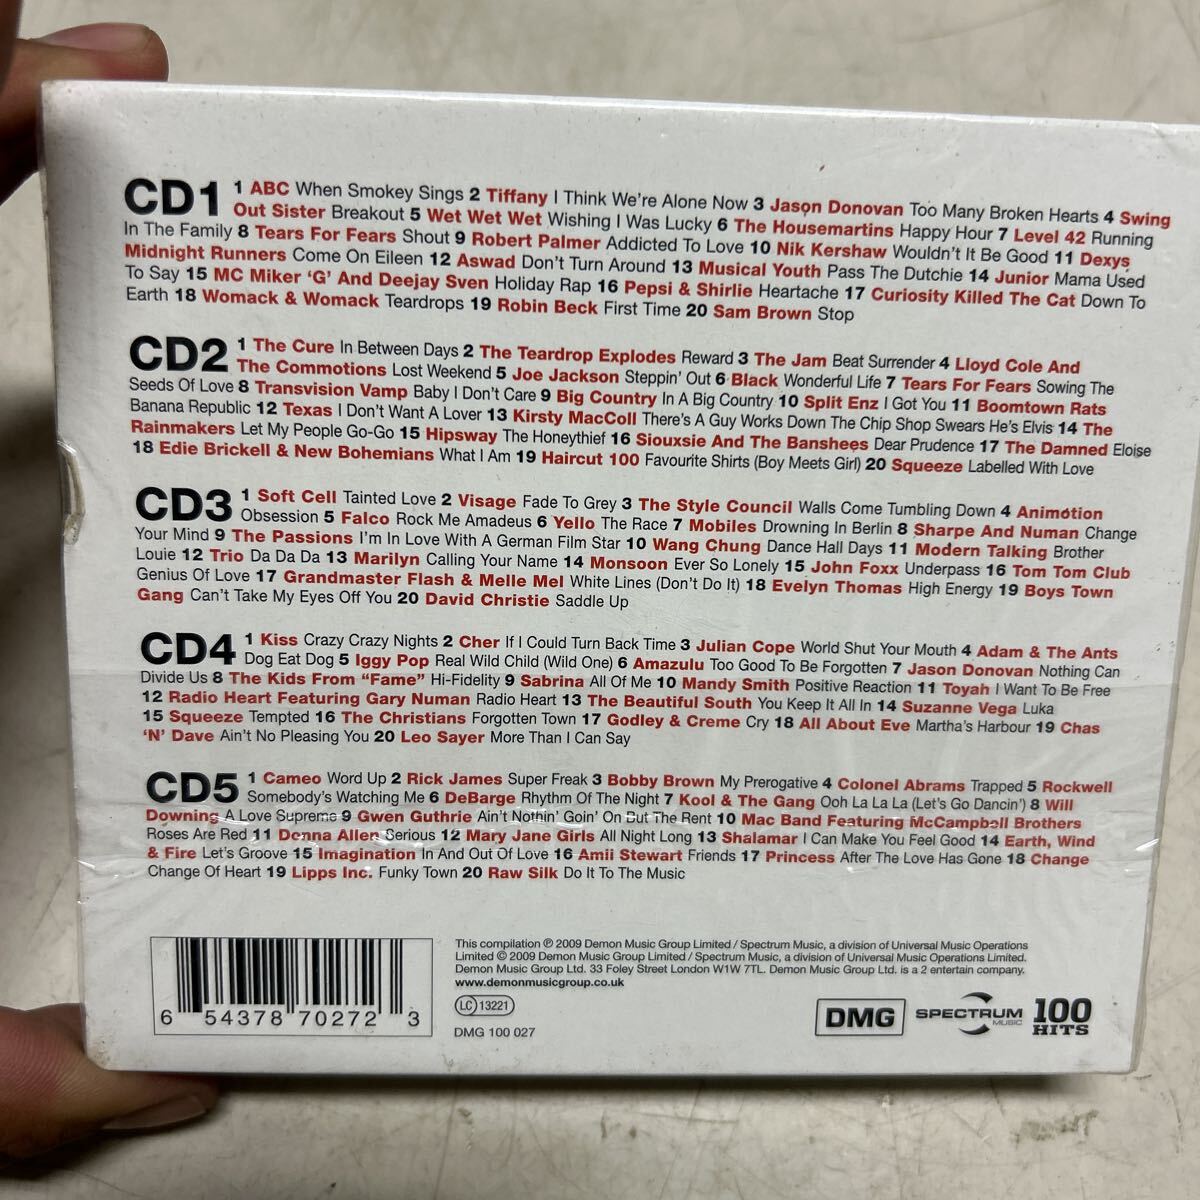 CD1 1 ABC When Smokey Sings 2 Tiffany I Think We're Alone Now 3 Jason Donovan Too Many Broken Hearts 4 Swing
Out Sister Breakout 5 Wet Wet Wet Wishing I Was Lucky 6 The Housemartins Happy Hour 7 Level 42 Running
In The Family 8 Tears For Fears Shout 9 Robert Palmer Addicted To Love 10 Nik Kershaw Wouldn't It Be Good 11 Dexys
Midnight Runners Come On Eileen 12 Aswad Don't Turn Around 13 Musical Youth Pass The Dutchie 14 Junior Mama Used
To Say 15 MC Miker 'G' And Deejay Sven Holiday Rap 16 Pepsi & Shirlie Heartache 17 Curiosity Killed The Cat Down To
Earth 18 Womack & Womack Teardrops 19 Robin Beck First Time 20 Sam Brown Stop
CD2 1 The Cure In Between Days 2 The Teardrop Explodes Reward 3 The Jam Beat Surrender 4 Lloyd Cole And
The Commotions Lost Weekend 5 Joe Jackson Steppin' Out 6 Black Wonderful Life 7 Tears For Fears Sowing The
Seeds Of Love 8 Transvision Vamp Baby I Don't Care 9 Big Country In A Big Country 10 Split Enz I Got You 11 Boomtown Rats
Banana Republic 12 Texas I Don't Want A Lover 13 Kirsty MacColl There's A Guy Works Down The Chip Shop Swears He's Elvis 14 The
Rainmakers Let My People Go-Go 15 Hipsway The Honeythief 16 Siouxsie And The Banshees Dear Prudence 17 The Damned Eloise
18 Edie Brickell & New Bohemians What I Am 19 Haircut 100 Favourite Shirts (Boy Meets Girl) 20 Squeeze Labelled With Love
CD3 1 Soft Cell Tainted Love 2 Visage Fade To Grey 3 The Style Council Walls Come Tumbling Down 4 Animotion
Obsession 5 Falco Rock Me Amadeus 6 Yello The Race 7 Mobiles Drowning In Berlin 8 Sharpe And Numan Change
Your Mind 9 The Passions I'm In Love With A German Film Star 10 Wang Chung Dance Hall Days 11 Modern Talking Brother
Louie 12 Trio Da Da Da 13 Marilyn Calling Your Name 14 Monsoon Ever So Lonely 15 John Foxx Underpass 16 Tom Tom Club
Genius Of Love 17 Grandmaster Flash & Melle Mel White Lines (Don't Do It) 18 Evelyn Thomas High Energy 19 Boys Town
Gang Can't Take My Eyes Off You 20 David Christie Saddle Up
CD4 1 Kiss Crazy Crazy Nights 2 Cher If I Could Turn Back Time 3 Julian Cope World Shut Your Mouth 4 Adam & The Ants
Dog Eat Dog 5 Iggy Pop Real Wild Child (Wild One) 6 Amazulu Too Good To Be Forgotten 7 Jason Donovan Nothing Can
Divide Us 8 The Kids From "Fame" Hi-Fidelity 9 Sabrina All Of Me 10 Mandy Smith Positive Reaction 11 Toyah I Want To Be Free
12 Radio Heart Featuring Gary Numan Radio Heart 13 The Beautiful South You Keep It All In 14 Suzanne Vega Luka
15 Squeeze Tempted 16 The Christians Forgotten Town 17 Godley & Creme Cry 18 All About Eve Martha's Harbour 19 Chas
'N' Dave Ain't No Pleasing You 20 Leo Sayer More Than I Can Say
CD5 1 Cameo Word Up 2 Rick James Super Freak 3 Bobby Brown My Prerogative 4 Colonel Abrams Trapped 5 Rockwell
Somebody's Watching Me 6 DeBarge Rhythm Of The Night 7 Kool & The Gang Ooh La La La (Let's Go Dancin') 8 Will
Downing A Love Supreme 9 Gwen Guthrie Ain't Nothin' Goin' On But The Rent 10 Mac Band Featuring McCampbell Brothers
Roses Are Red 11 Donna Allen Serious 12 Mary Jane Girls All Night Long 13 Shalamar I Can Make You Feel Good 14 Earth, Wind
& Fire Let's Groove 15 Imagination In And Out Of Love 16 Amii Stewart Friends 17 Princess After The Love Has Gone 18 Change
Change Of Heart 19 Lipps Inc. Funky Town 20 Raw Silk Do It To The Music
This compilation ℗ 2009 Demon Music Group Limited / Spectrum Music, a division of Universal Music Operations
Limited © 2009 Demon Music Group Limited / Spectrum Music, a division of Universal Music Operations Limited.
Demon Music Group Ltd. 33 Foley Street London W1W 7TL. Demon Music Group Ltd. is a 2 entertain company.
www.demonmusicgroup.co.uk
LC 13221
DMG 100 027
6 54378 70272 3
DMG
SPECTRUM
MUSIC
100
HITS